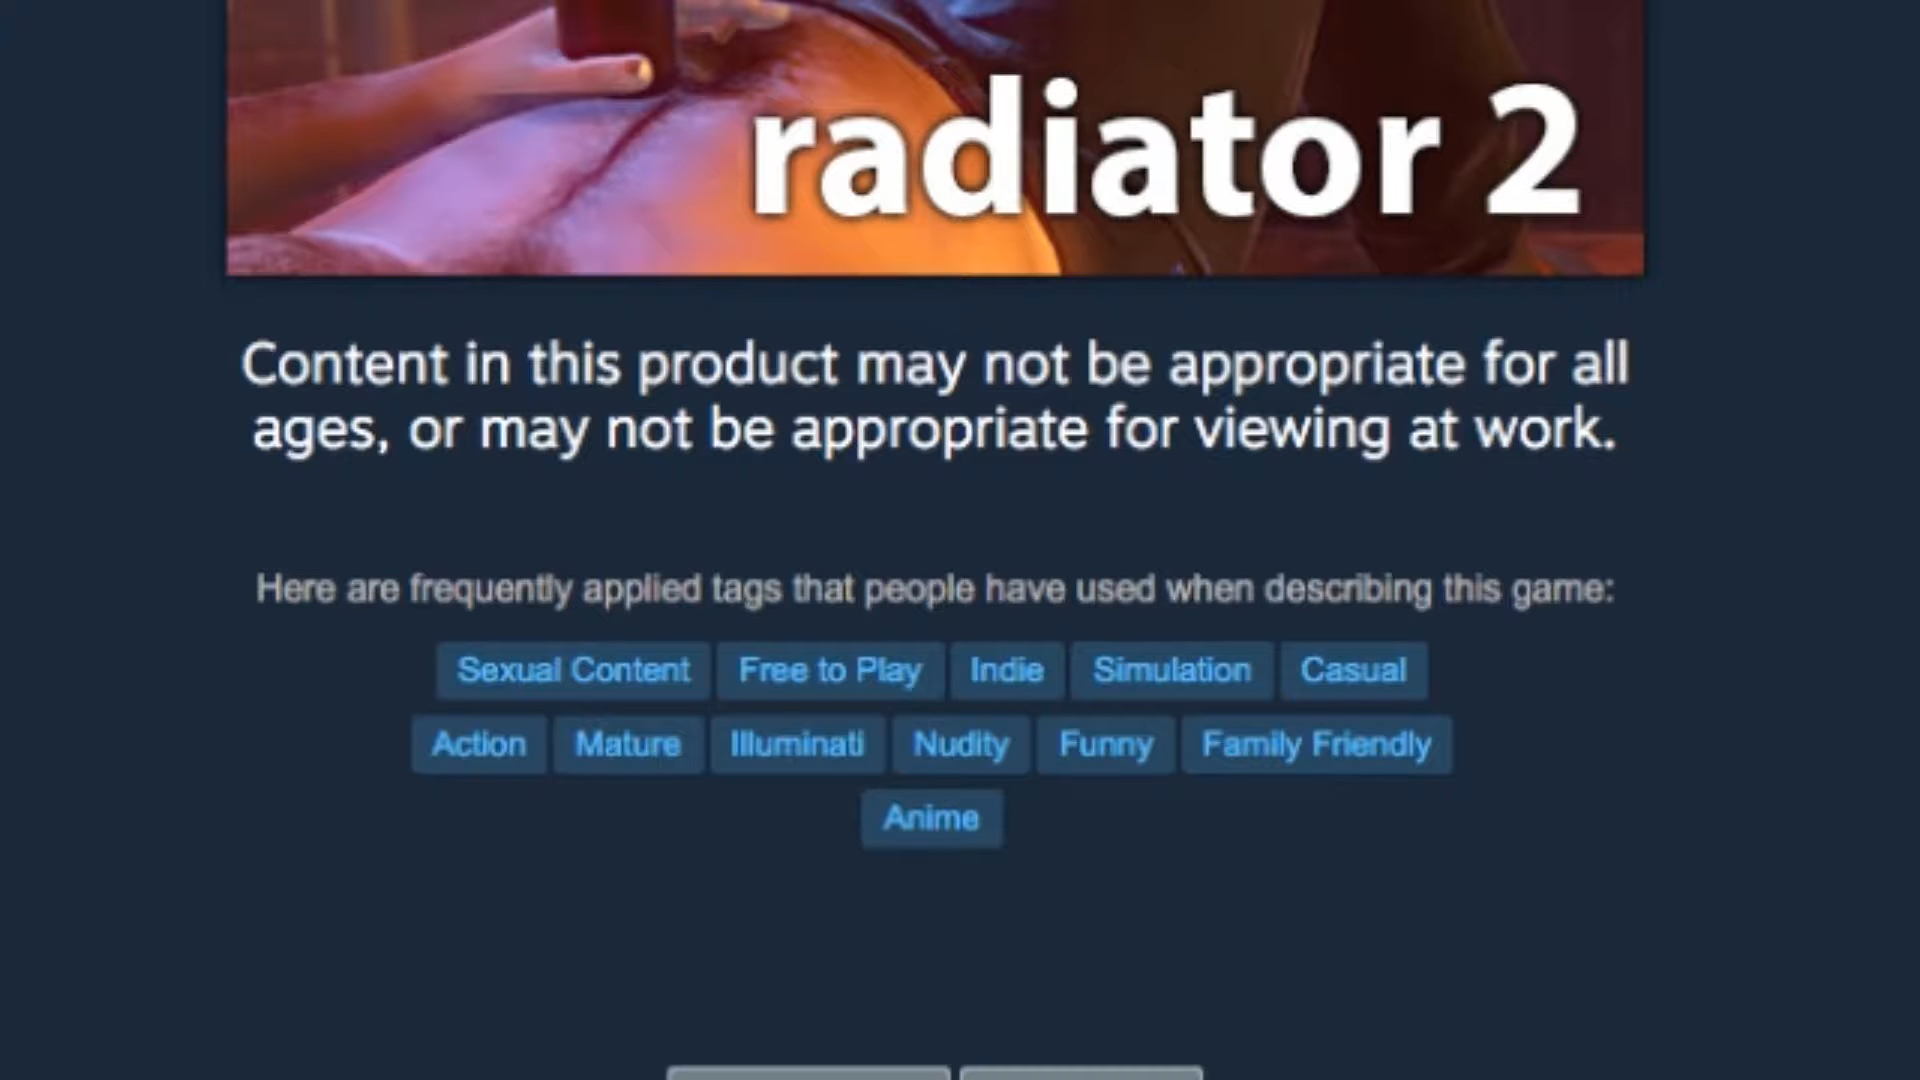 radiator 2
Content in this product may not be appropriate for all
ages, or may not be appropriate for viewing at work.
Here are frequently applied tags that people have used when describing this game:
Sexual Content Free to Play Indie Simulation Casual
Action Mature Illuminati Nudity Funny Family Friendly
Anime